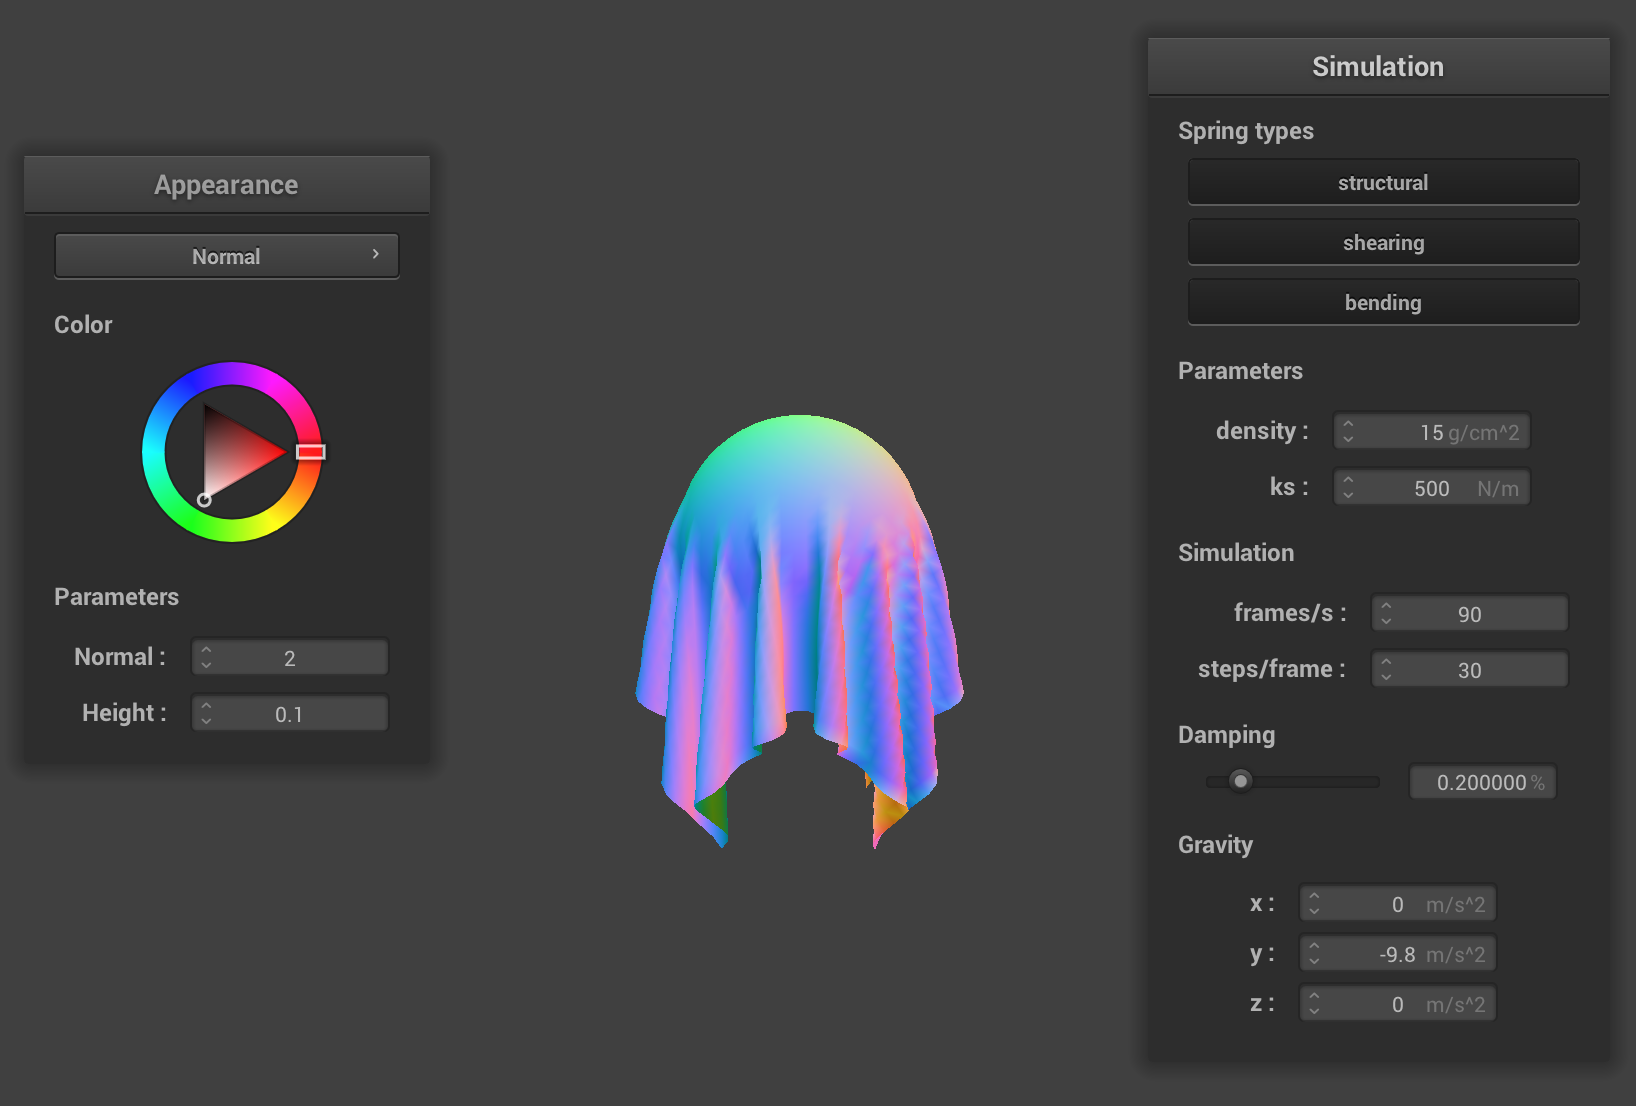 Appearance
Normal
Color
Parameters
Normal : 2
Height : 0.1
Simulation
Spring types
structural
shearing
bending
Parameters
density : 15 g/cm^2
ks : 500 N/m
Simulation
frames/s : 90
steps/frame : 30
Damping
0.200000 %
Gravity
x : 0 m/s^2
y : -9.8 m/s^2
z : 0 m/s^2